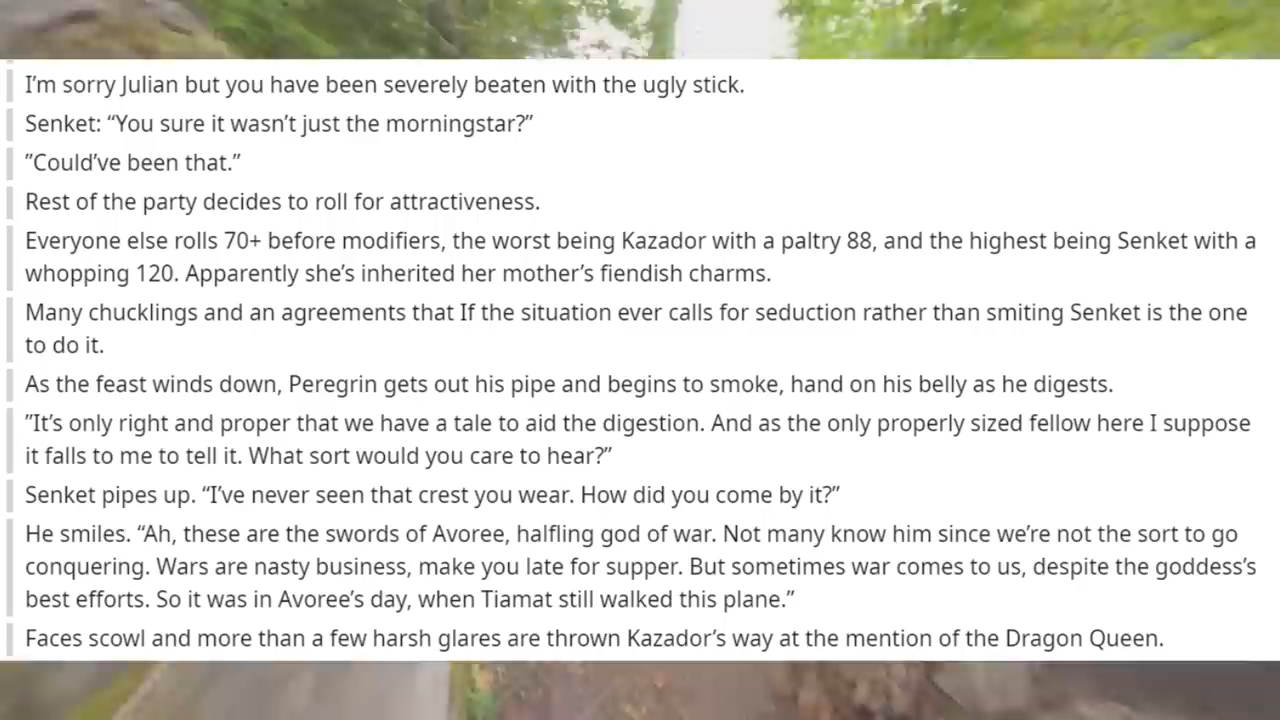 I'm sorry Julian but you have been severely beaten with the ugly stick.
Senket: “You sure it wasn't just the morningstar?”
”Could've been that.”
Rest of the party decides to roll for attractiveness.
Everyone else rolls 70+ before modifiers, the worst being Kazador with a paltry 88, and the highest being Senket with a
whopping 120. Apparently she's inherited her mother's fiendish charms.
Many chucklings and an agreements that If the situation ever calls for seduction rather than smiting Senket is the one
to do it.
As the feast winds down, Peregrin gets out his pipe and begins to smoke, hand on his belly as he digests.
”It's only right and proper that we have a tale to aid the digestion. And as the only properly sized fellow here I suppose
it falls to me to tell it. What sort would you care to hear?”
Senket pipes up. “I've never seen that crest you wear. How did you come by it?”
He smiles. “Ah, these are the swords of Avoree, halfling god of war. Not many know him since we're not the sort to go
conquering. Wars are nasty business, make you late for supper. But sometimes war comes to us, despite the goddess's
best efforts. So it was in Avoree's day, when Tiamat still walked this plane.”
Faces scowl and more than a few harsh glares are thrown Kazador's way at the mention of the Dragon Queen.